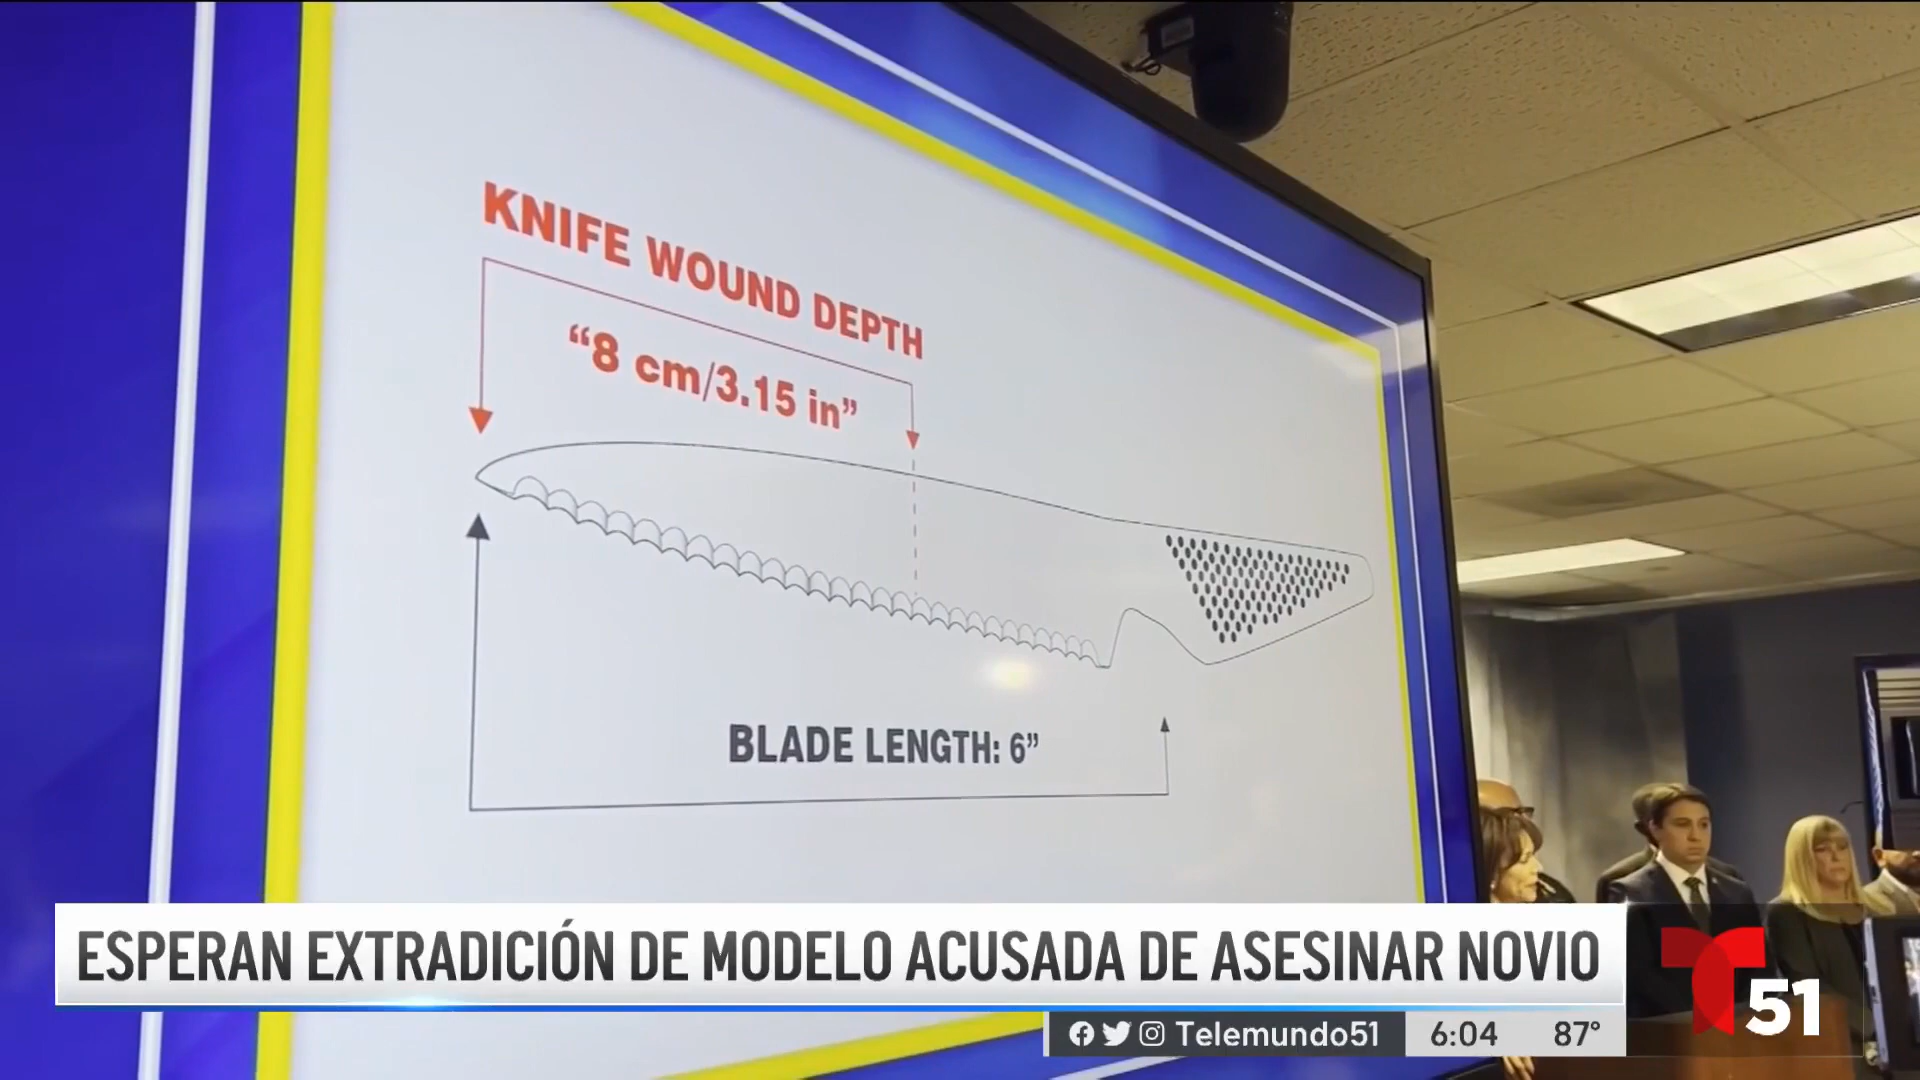 KNIFE WOUND DEPTH
“8 cm/3.15 in”
BLADE LENGTH: 6”
ESPERAN EXTRADICIÓN DE MODELO ACUSADA DE ASESINAR NOVIO
51
Telemundo51 6:04 87°